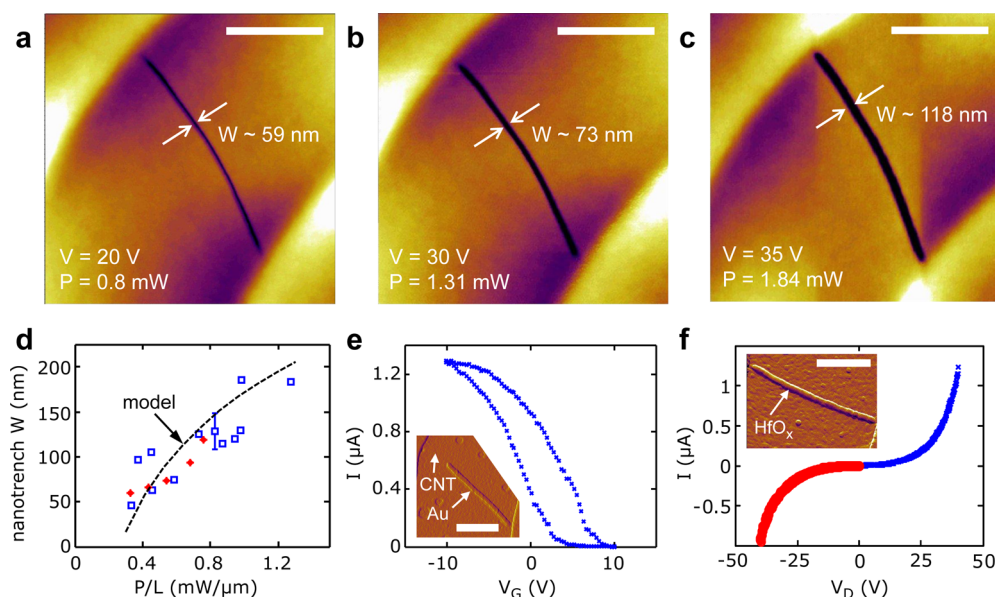 a
W ~ 59 nm
V = 20 V
P = 0.8 mW
b
W ~ 73 nm
V = 30 V
P = 1.31 mW
c
W ~ 118 nm
V = 35 V
P = 1.84 mW
d
nanotrench W (nm)
200
150
100
50
0
model
0 0.4 0.8 1.2
P/L (mW/μm)
e
I (μA)
1.2
0.8
0.4
0
CNT
Au
-10 0 10
V_G (V)
f
I (μA)
1
0.5
0
-0.5
HfOₓ
-50 -25 0 25 50
V_D (V)